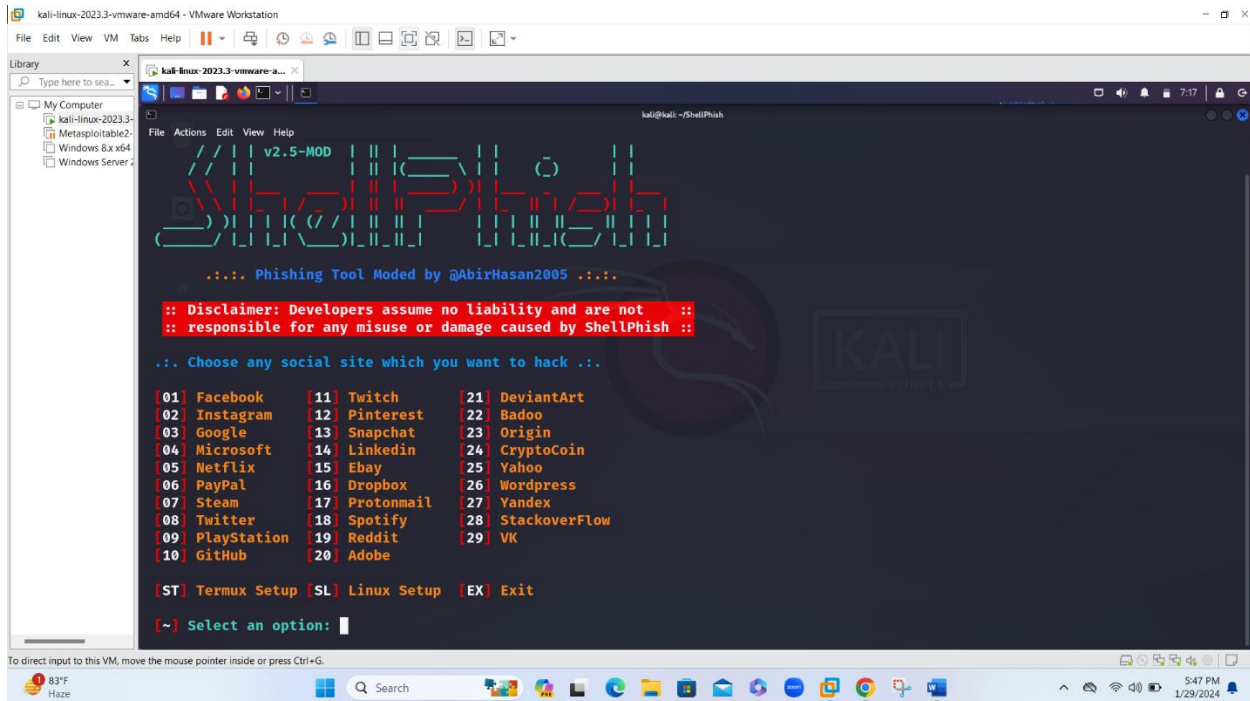 kali-linux-2023.3-vmware-amd64 - VMware Workstation
File Edit View VM Tabs Help
Library
Type here to sea...
My Computer
kali-linux-2023.3-
Metasploitable2-
Windows 8.x x64
Windows Server 2
kali-linux-2023.3-vmware-a...
7:17
kali@kali: ~/ShellPhish
File Actions Edit View Help
v2.5-MOD
ShellPhish
.:.:. Phishing Tool Moded by @AbirHasan2005 .:.:.
:: Disclaimer: Developers assume no liability and are not ::
:: responsible for any misuse or damage caused by ShellPhish ::
.:. Choose any social site which you want to hack .:.
[01] Facebook [11] Twitch [21] DeviantArt
[02] Instagram [12] Pinterest [22] Badoo
[03] Google [13] Snapchat [23] Origin
[04] Microsoft [14] Linkedin [24] CryptoCoin
[05] Netflix [15] Ebay [25] Yahoo
[06] PayPal [16] Dropbox [26] Wordpress
[07] Steam [17] Protonmail [27] Yandex
[08] Twitter [18] Spotify [28] StackoverFlow
[09] PlayStation [19] Reddit [29] VK
[10] GitHub [20] Adobe
[ST] Termux Setup [SL] Linux Setup [EX] Exit
[~] Select an option:
KALI
PURPLE
To direct input to this VM, move the mouse pointer inside or press Ctrl+G.
1
83°F
Haze
Search
5:47 PM
1/29/2024